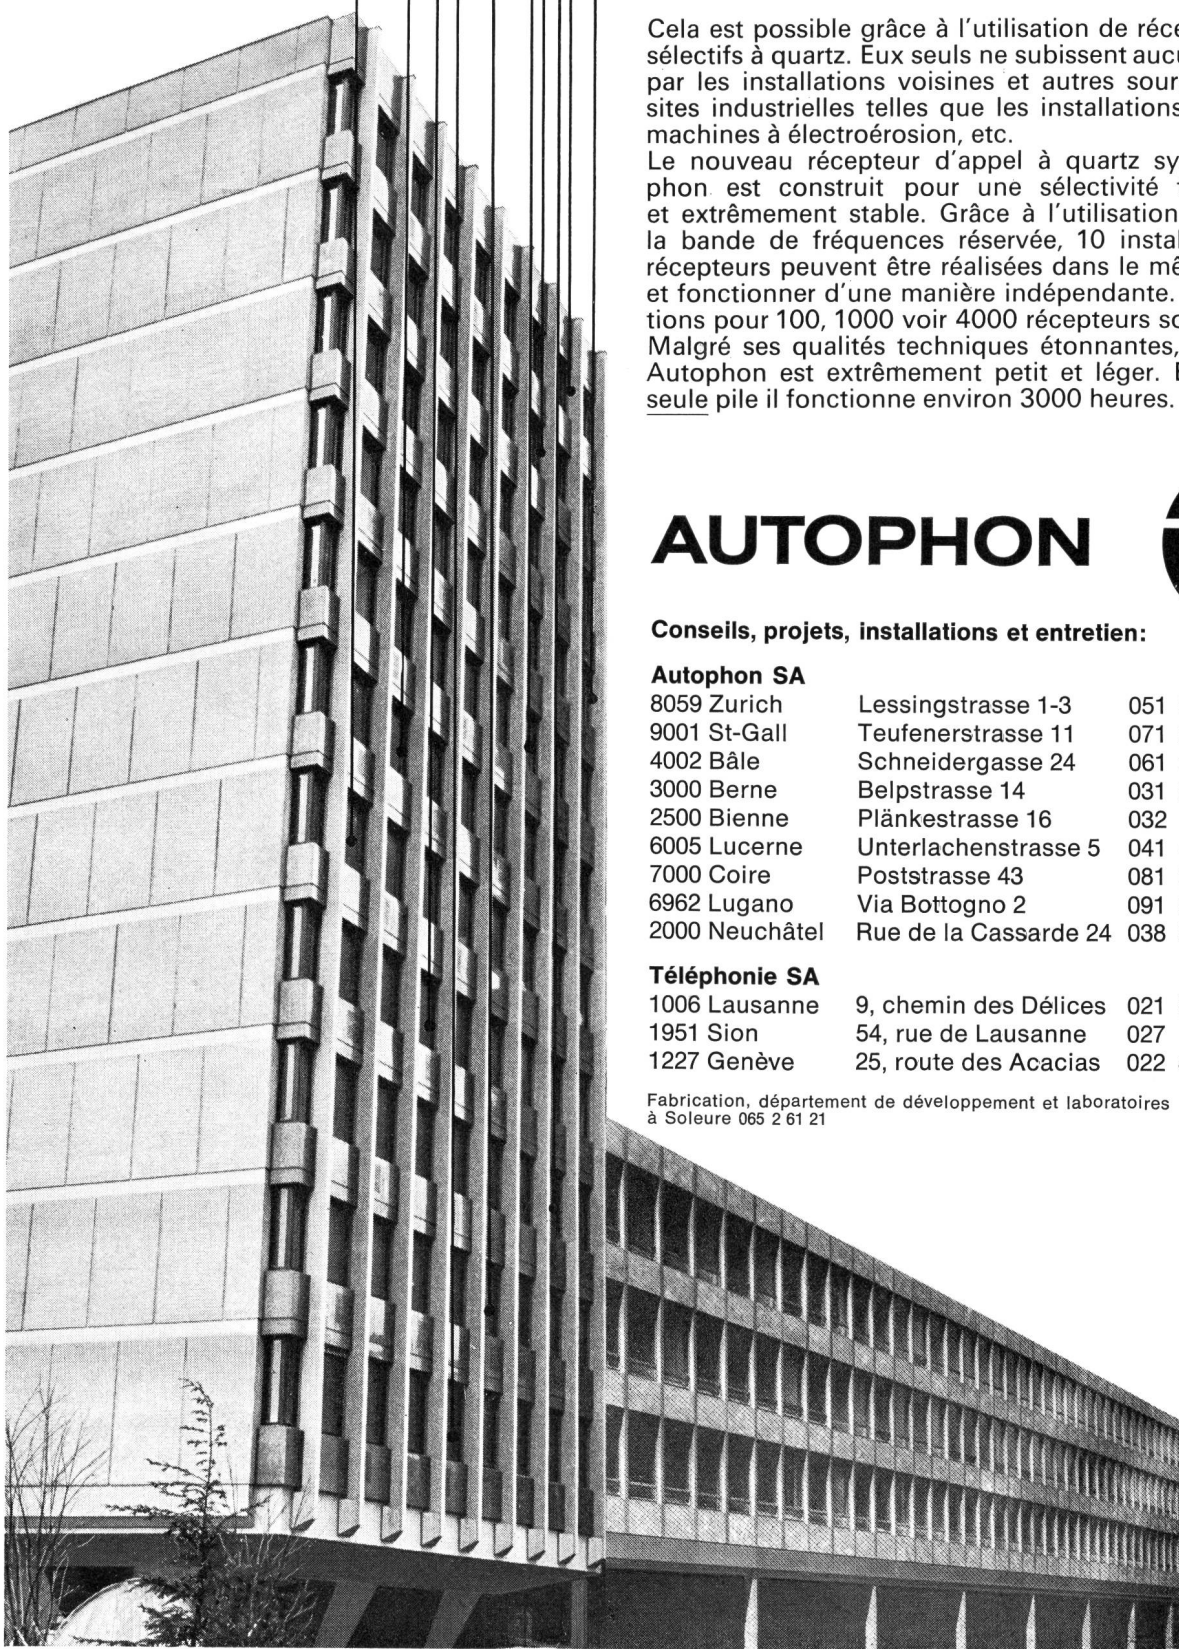 Cela est possible grâce à l'utilisation de
sélectifs à quartz. Eux seuls ne subissent
par les installations voisines et autres
sites industrielles telles que les installations
machines à électroérosion, etc.
Le nouveau récepteur d'appel à quartz
phon est construit pour une sélectivité
et extrêmement stable. Grâce à l'utilisation
la bande de fréquences réservée, 10
récepteurs peuvent être réalisées dans le
et fonctionner d'une manière indépendante.
tions pour 100, 1000 voir 4000 récepteurs
Malgré ses qualités techniques étonnantes,
Autophon est extrêmement petit et léger.
seule pile il fonctionne environ 3000 heures.
AUTOPHON
Conseils, projets, installations et entretien:
Autophon SA
8059 Zurich Lessingstrasse 1-3 051
9001 St-Gall Teufenerstrasse 11 071
4002 Bâle Schneidergasse 24 061
3000 Berne Belpstrasse 14 031
2500 Bienne Plänkestrasse 16 032
6005 Lucerne Unterlachenstrasse 5 041
7000 Coire Poststrasse 43 081
6962 Lugano Via Bottogno 2 091
2000 Neuchâtel Rue de la Cassarde 24 038
Téléphonie SA
1006 Lausanne 9, chemin des Délices 021
1951 Sion 54, rue de Lausanne 027
1227 Genève 25, route des Acacias 022
Fabrication, département de développement et laboratoires
à Soleure 065 2 61 21